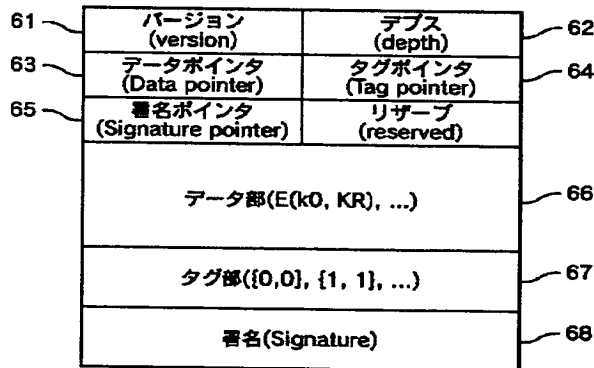 61 バージョン デプス 62
(version) (depth)
63 データポインタ タグポインタ 64
(Data pointer) (Tag pointer)
65 署名ポインタ リザーブ
(Signature pointer) (reserved)
データ部(E(k0, KR), ...) 66
タグ部({0,0}, {1, 1}, ...) 67
署名(Signature) 68